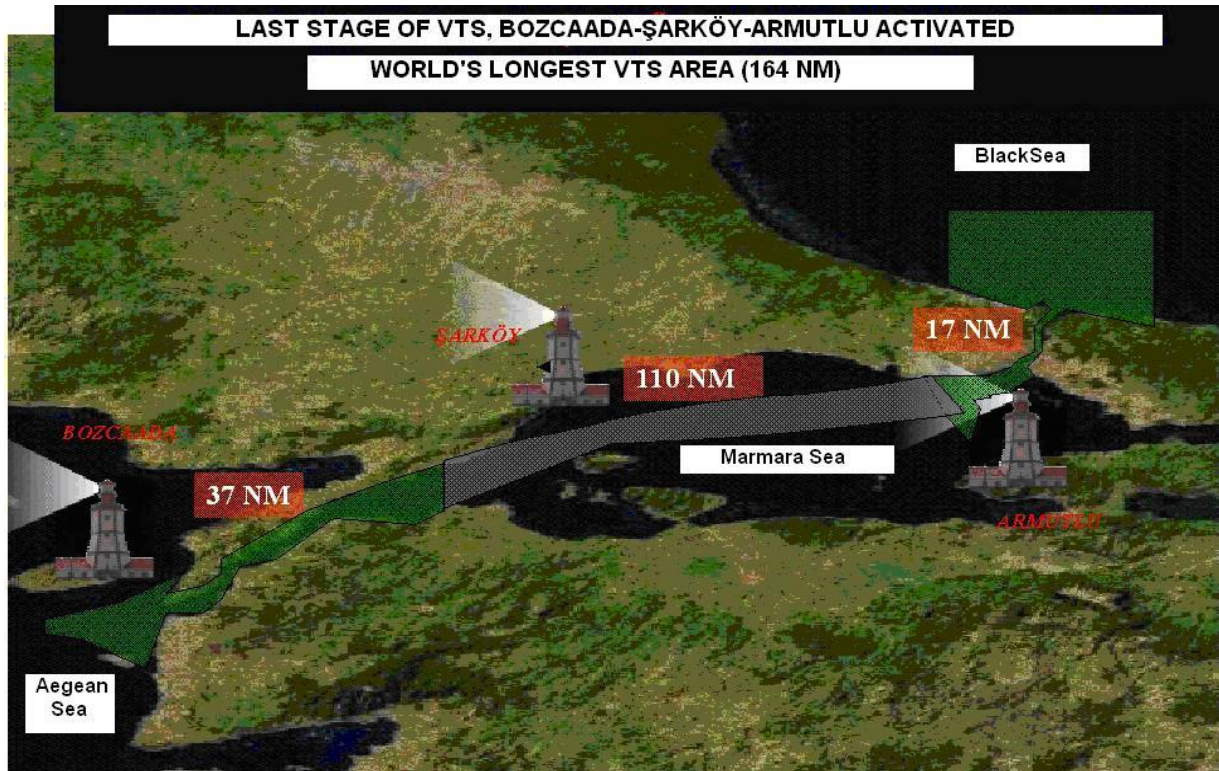 LAST STAGE OF VTS, BOZCAADA-ŞARKÖY-ARMUTLU ACTIVATED
WORLD'S LONGEST VTS AREA (164 NM)
BlackSea
17 NM
ŞARKÖY
110 NM
BOZCAADA
Marmara Sea
37 NM
ARMUTLU
Aegean
Sea